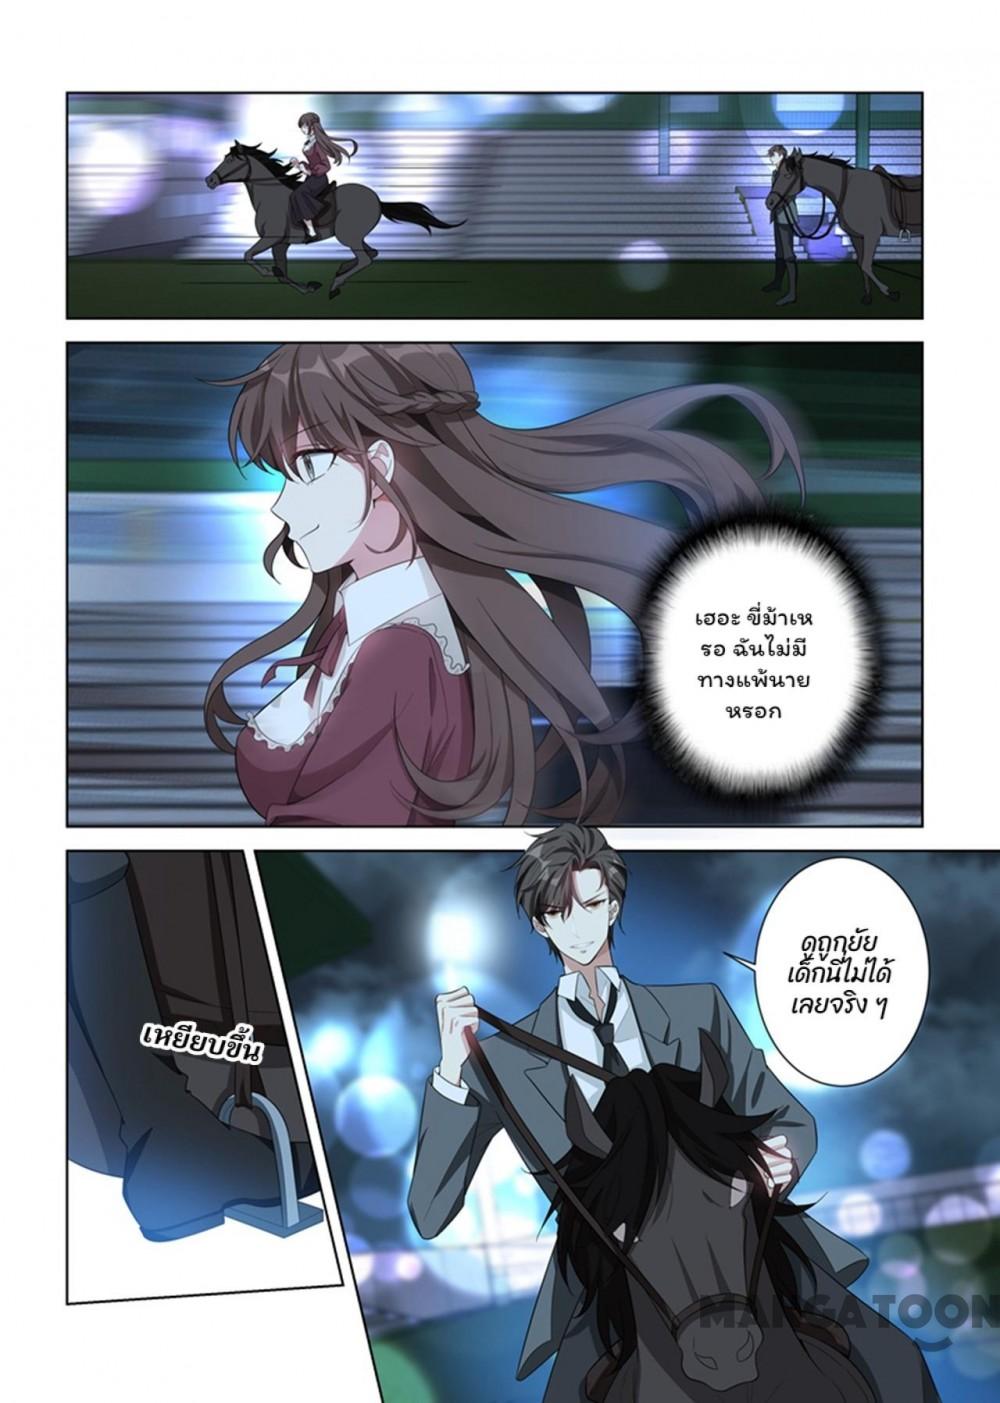 เฮอะ ขี่ม้าเห
รอ ฉันไม่มี
ทางแพ้นาย
หรอก
เหยียบขึ้น
ดูถูกยัย
เด็กนี่ไม่ได้
เลยจริง ๆ
MANGATOON